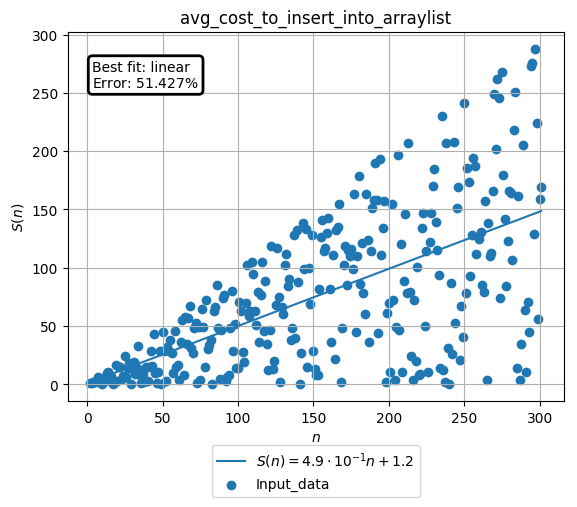 avg_cost_to_insert_into_arraylist
300
250
200
150
100
50
0
Best fit: linear
Error: 51.427%
S(n)
0 50 100 150 200 250 300
n
S(n) = 4.9 · 10⁻¹n + 1.2
Input_data